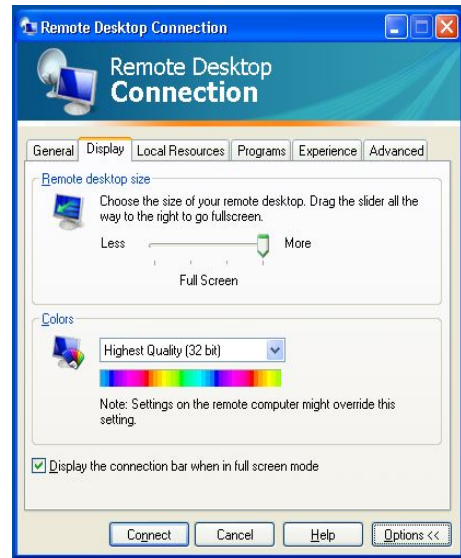 Remote Desktop Connection
Remote Desktop
Connection
General Display Local Resources Programs Experience Advanced
Remote desktop size
Choose the size of your remote desktop. Drag the slider all the
way to the right to go fullscreen.
Less More
Full Screen
Colors
Highest Quality (32 bit)
Note: Settings on the remote computer might override this
setting.
Display the connection bar when in full screen mode
Connect Cancel Help Options <<